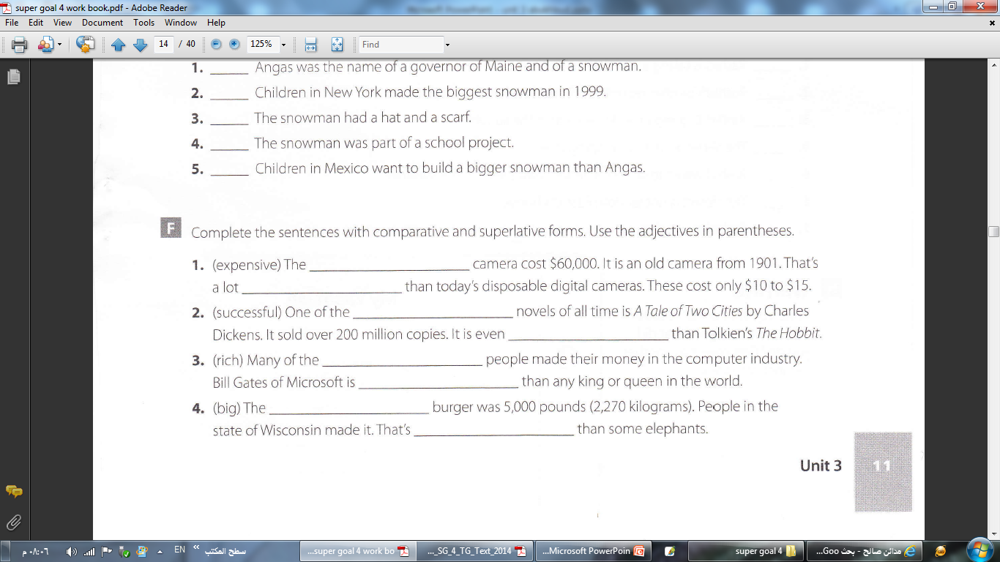 super goal 4 work book.pdf - Adobe Reader
File Edit View Document Tools Window Help
14 / 40 125% Find
1. ______ Angas was the name of a governor of Maine and of a snowman.
2. ______ Children in New York made the biggest snowman in 1999.
3. ______ The snowman had a hat and a scarf.
4. ______ The snowman was part of a school project.
5. ______ Children in Mexico want to build a bigger snowman than Angas.
F Complete the sentences with comparative and superlative forms. Use the adjectives in parentheses.
1. (expensive) The ______ camera cost $60,000. It is an old camera from 1901. That's
a lot ______ than today's disposable digital cameras. These cost only $10 to $15.
2. (successful) One of the ______ novels of all time is A Tale of Two Cities by Charles
Dickens. It sold over 200 million copies. It is even ______ than Tolkien's The Hobbit.
3. (rich) Many of the ______ people made their money in the computer industry.
Bill Gates of Microsoft is ______ than any king or queen in the world.
4. (big) The ______ burger was 5,000 pounds (2,270 kilograms). People in the
state of Wisconsin made it. That's ______ than some elephants.
Unit 3 11
٠٨:٠٦ م EN سطح المكتب ...super goal 4 work bo ..._SG_4_TG_Text_2014 ...Microsoft PowerPoin super goal 4 مدائن صالح - بحث Goo...